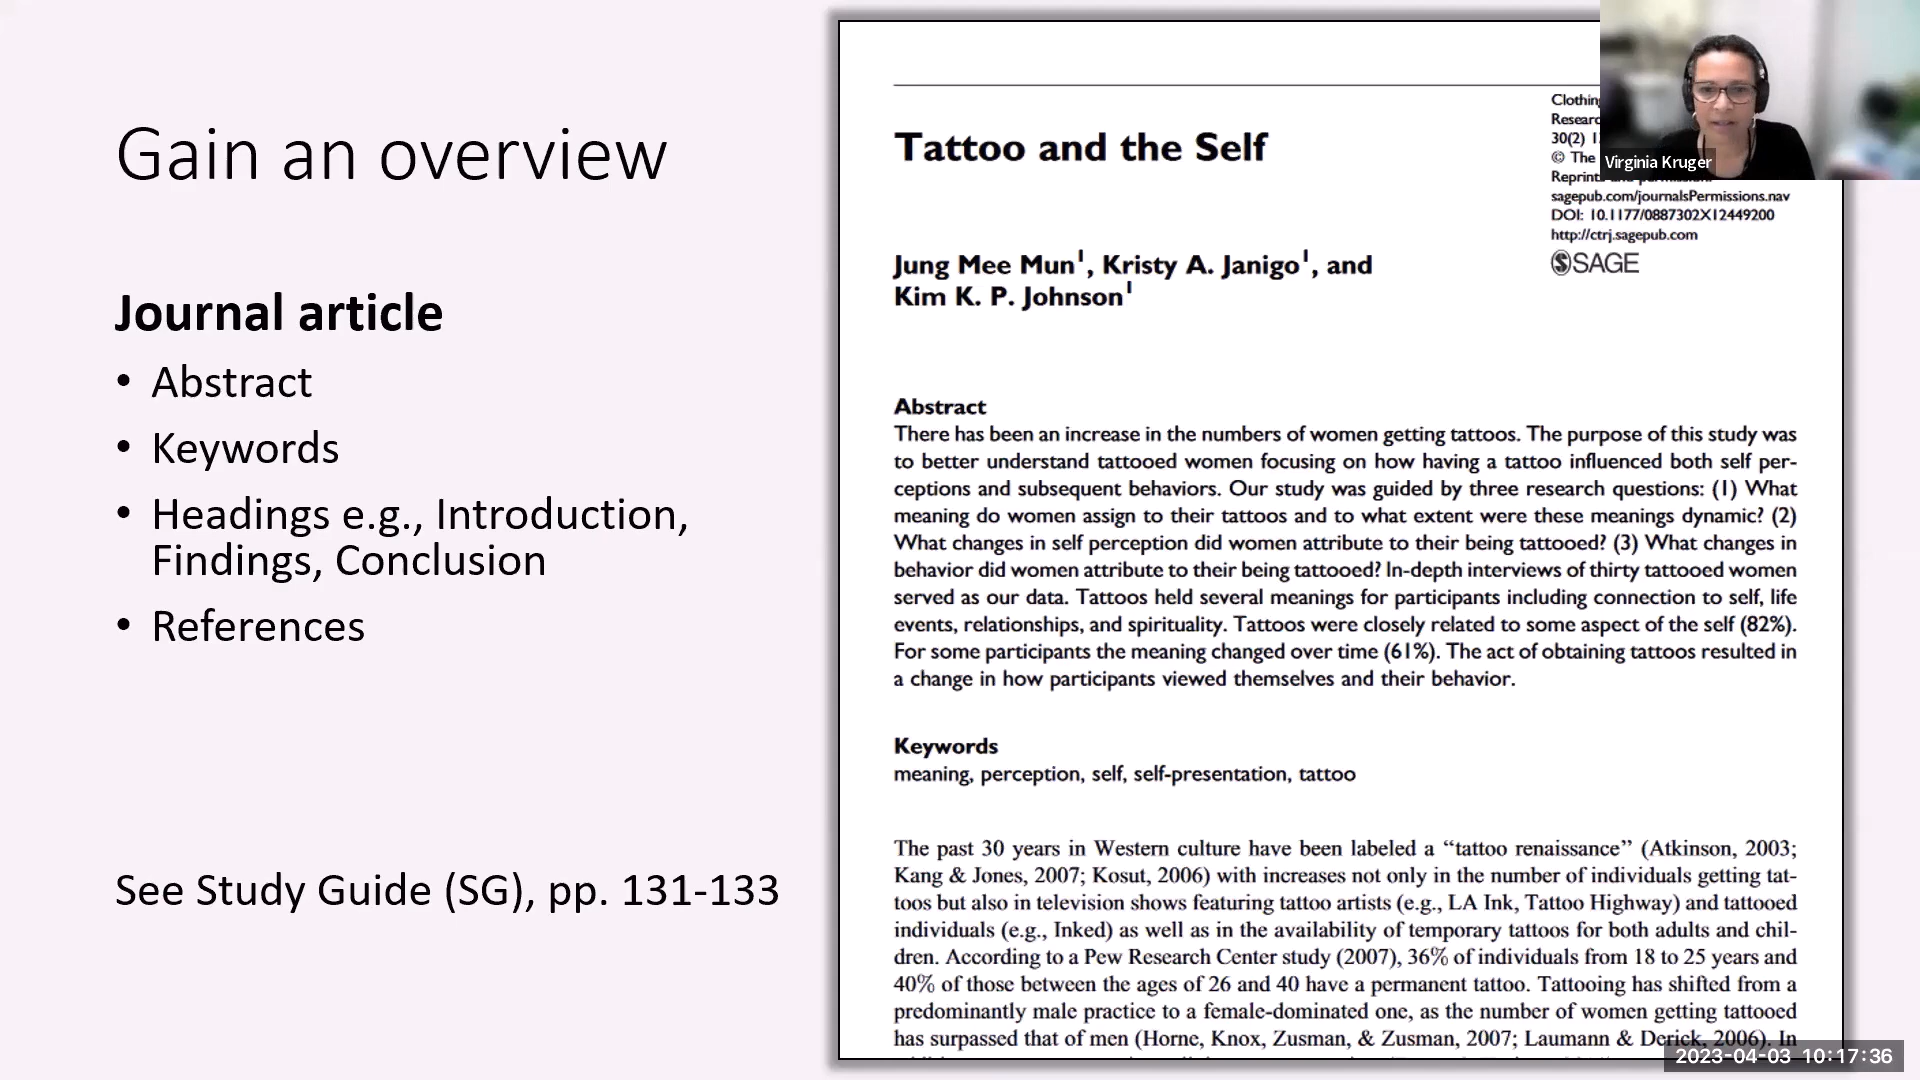 Gain an overview
Journal article
• Abstract
• Keywords
• Headings e.g., Introduction,
Findings, Conclusion
• References
See Study Guide (SG), pp. 131-133
Tattoo and the Self
30(2)
© The
sagepub.com/journalsPermissions.nav
DOI: 10.1177/0887302X12449200
http://ctrj.sagepub.com
SAGE
Jung Mee Mun¹, Kristy A. Janigo¹, and
Kim K. P. Johnson¹
Abstract
There has been an increase in the numbers of women getting tattoos. The purpose of this study was
to better understand tattooed women focusing on how having a tattoo influenced both self per-
ceptions and subsequent behaviors. Our study was guided by three research questions: (1) What
meaning do women assign to their tattoos and to what extent were these meanings dynamic? (2)
What changes in self perception did women attribute to their being tattooed? (3) What changes in
behavior did women attribute to their being tattooed? In-depth interviews of thirty tattooed women
served as our data. Tattoos held several meanings for participants including connection to self, life
events, relationships, and spirituality. Tattoos were closely related to some aspect of the self (82%).
For some participants the meaning changed over time (61%). The act of obtaining tattoos resulted in
a change in how participants viewed themselves and their behavior.
Keywords
meaning, perception, self, self-presentation, tattoo
The past 30 years in Western culture have been labeled a “tattoo renaissance” (Atkinson, 2003;
Kang & Jones, 2007; Kosut, 2006) with increases not only in the number of individuals getting tat-
toos but also in television shows featuring tattoo artists (e.g., LA Ink, Tattoo Highway) and tattooed
individuals (e.g., Inked) as well as in the availability of temporary tattoos for both adults and chil-
dren. According to a Pew Research Center study (2007), 36% of individuals from 18 to 25 years and
40% of those between the ages of 26 and 40 have a permanent tattoo. Tattooing has shifted from a
predominantly male practice to a female-dominated one, as the number of women getting tattooed
has surpassed that of men (Horne, Knox, Zusman, & Zusman, 2007; Laumann & Derick, 2006). In
Virginia Kruger
2023-04-03 10:17:36